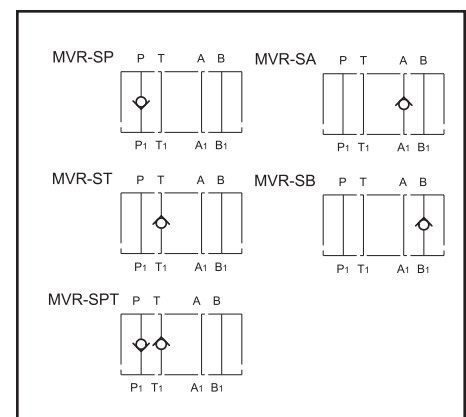 MVR-SP P T A B
P1 T1 A1 B1
MVR-SA P T A B
P1 T1 A1 B1
MVR-ST P T A B
P1 T1 A1 B1
MVR-SB P T A B
P1 T1 A1 B1
MVR-SPT P T A B
P1 T1 A1 B1